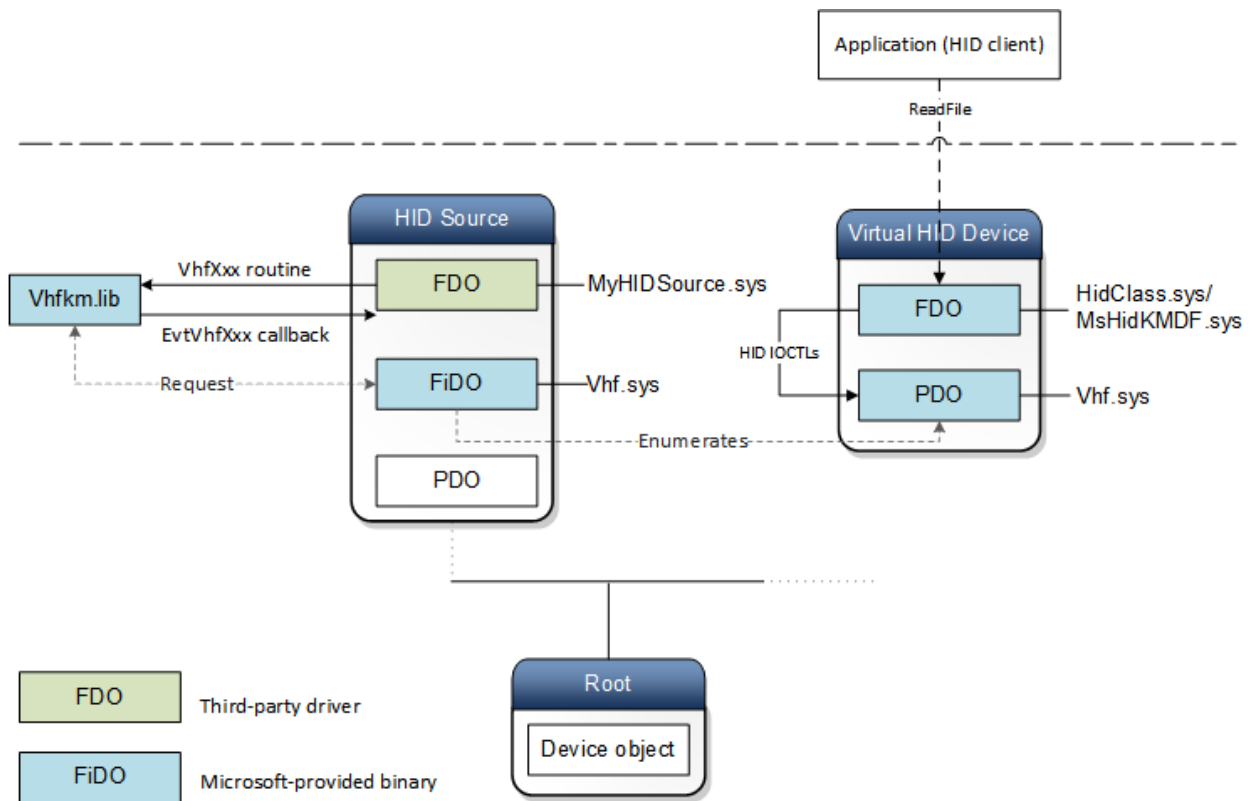 Application (HID client)
ReadFile
HID Source
Virtual HID Device
VhfXxx routine
Vhfkm.lib
FDO
MyHIDSource.sys
EvtVhfXxx callback
FDO
HidClass.sys/
MsHidKMDF.sys
HID IOCTLs
Request
FiDO
Vhf.sys
PDO
Vhf.sys
Enumerates
PDO
Root
Device object
FDO
Third-party driver
FiDO
Microsoft-provided binary